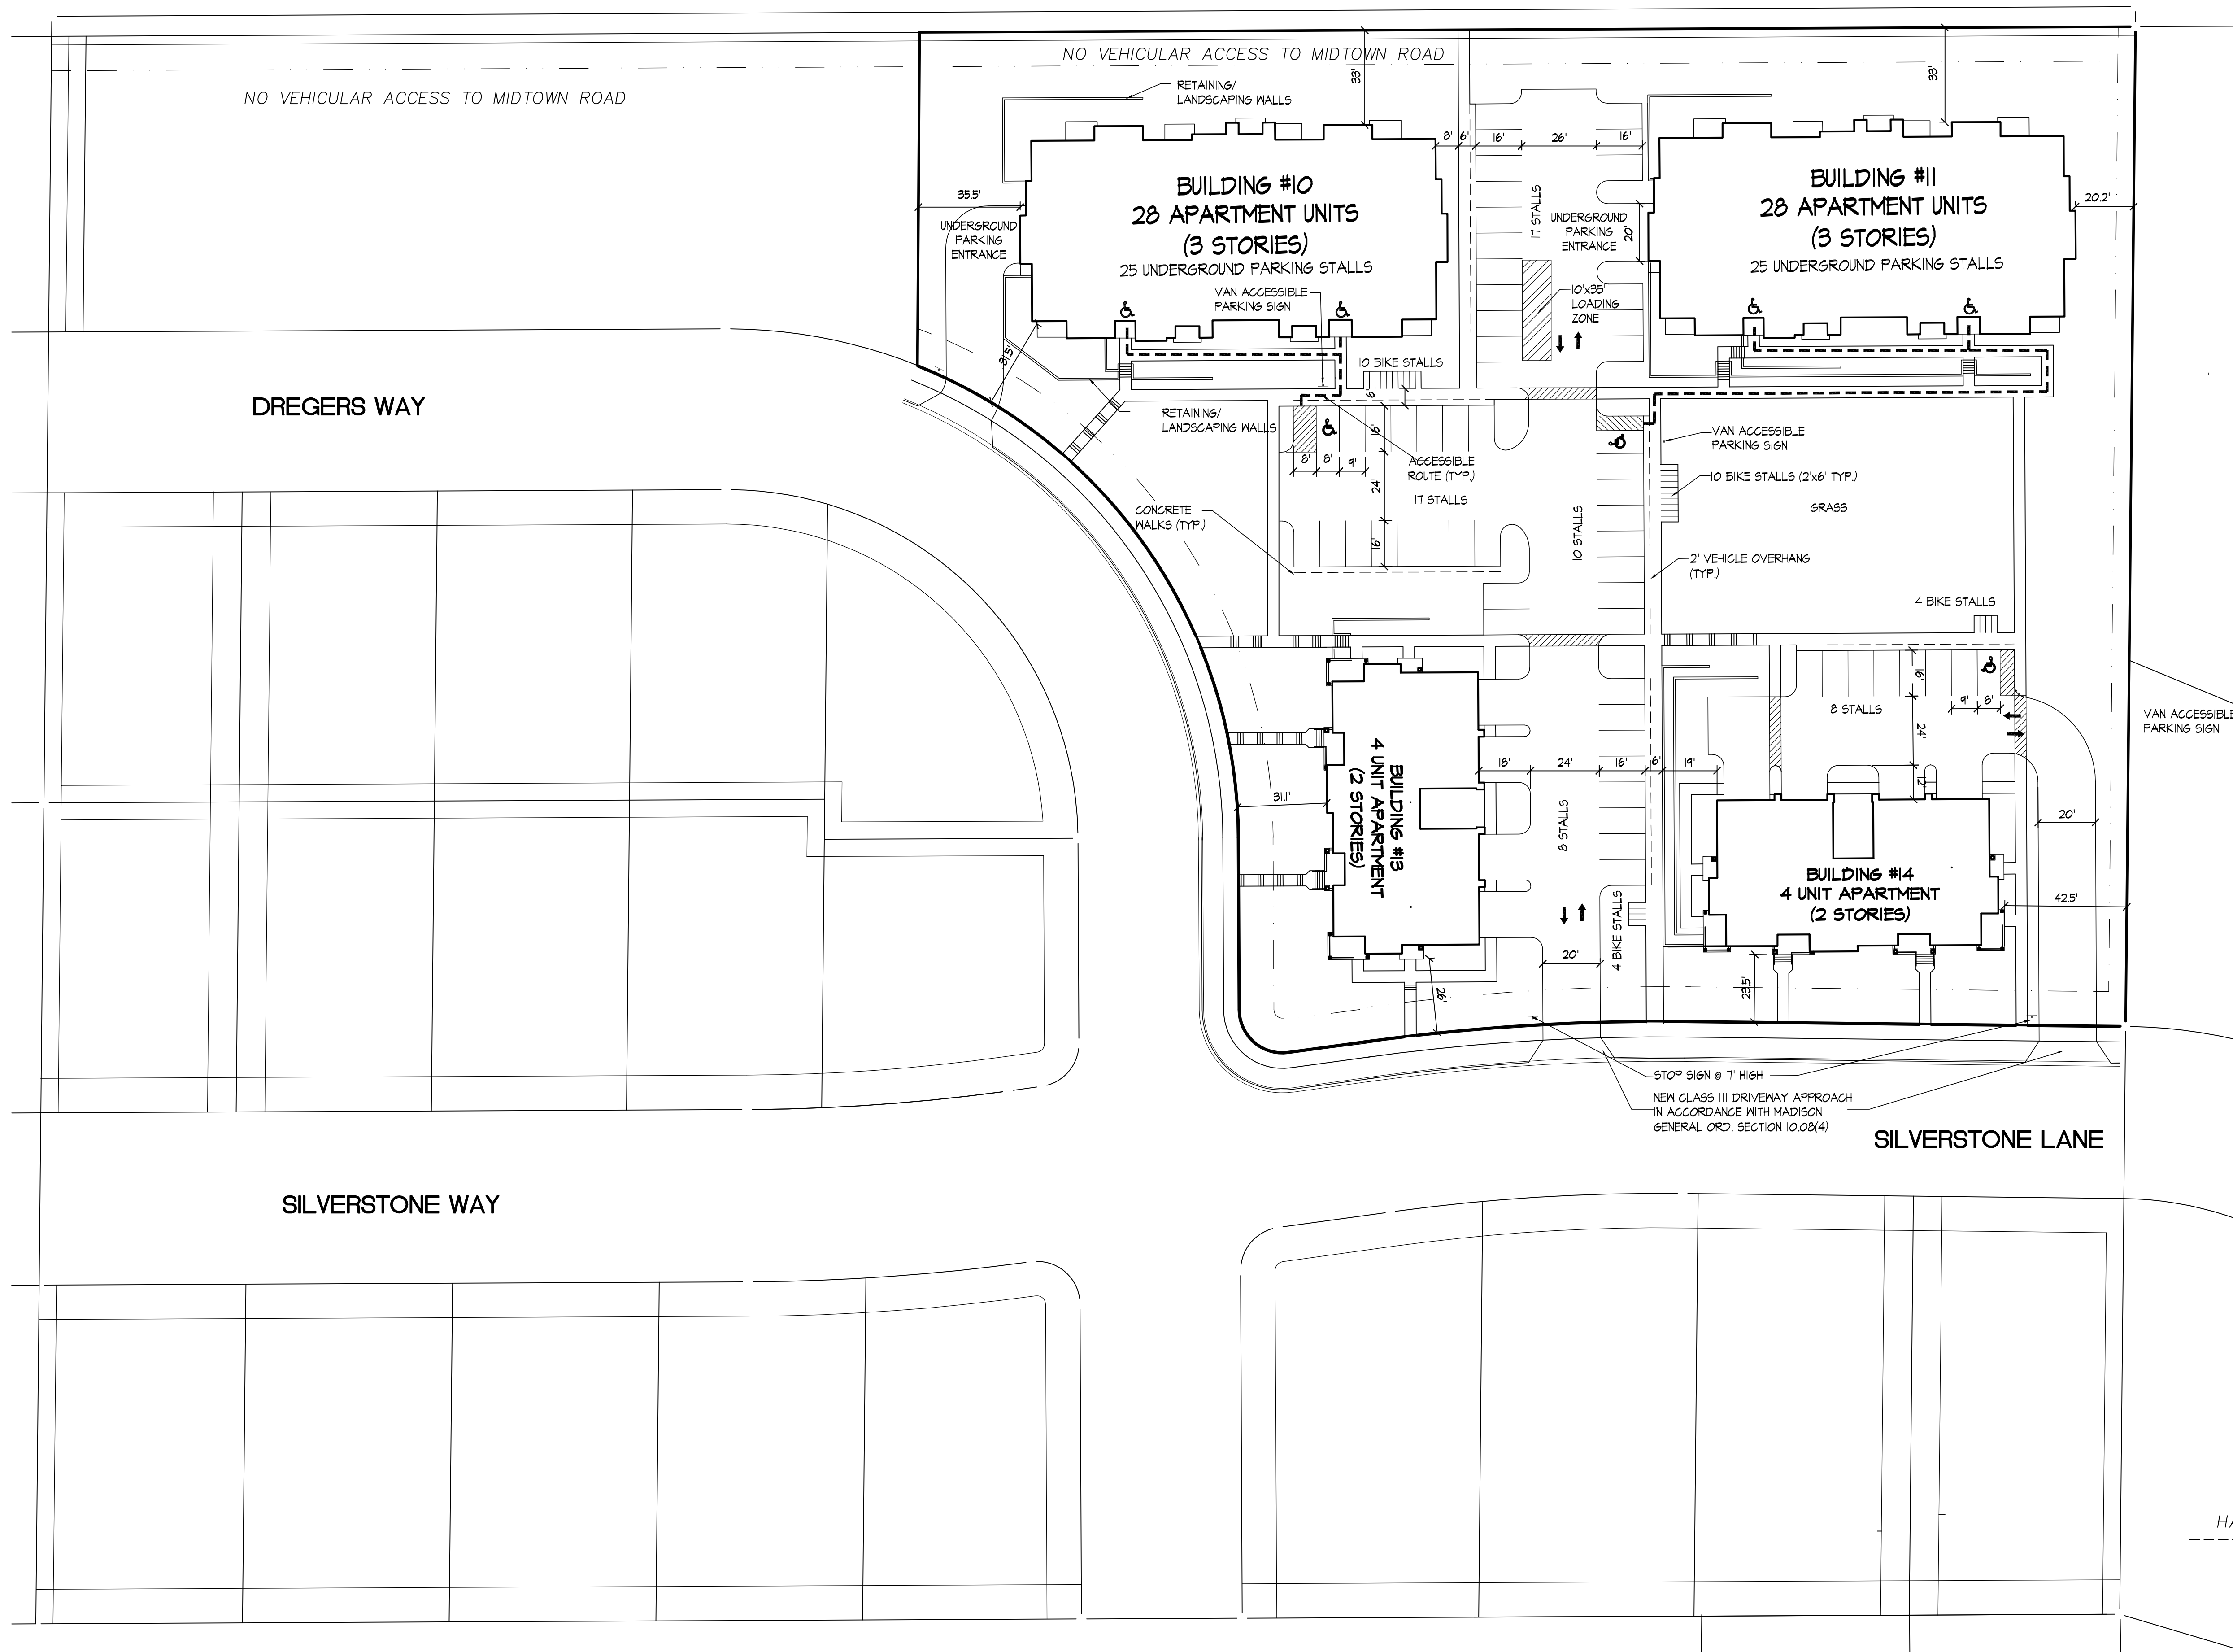 NO VEHICULAR ACCESS TO MIDTOWN ROAD
NO VEHICULAR ACCESS TO MIDTOWN ROAD
33'
33'
RETAINING/
LANDSCAPING WALLS
8' 6' 16' 26' 16'
BUILDING #10
28 APARTMENT UNITS
(3 STORIES)
25 UNDERGROUND PARKING STALLS
BUILDING #11
28 APARTMENT UNITS
(3 STORIES)
25 UNDERGROUND PARKING STALLS
35.5'
20.2'
UNDERGROUND
PARKING
ENTRANCE
17 STALLS
UNDERGROUND
PARKING
ENTRANCE
20'
VAN ACCESSIBLE
PARKING SIGN
10'x35'
LOADING
ZONE
31.5'
10 BIKE STALLS
6'
DREGERS WAY
RETAINING/
LANDSCAPING WALLS
16'
8' 8' 9'
ACCESSIBLE
ROUTE (TYP.)
24'
17 STALLS
16'
VAN ACCESSIBLE
PARKING SIGN
10 BIKE STALLS (2'x6' TYP.)
GRASS
CONCRETE
WALKS (TYP.)
10 STALLS
2' VEHICLE OVERHANG
(TYP.)
4 BIKE STALLS
16'
8 STALLS
9' 8'
24'
VAN ACCESSIBLE
PARKING SIGN
18' 24' 16' 6' 19'
12'
31.1'
BUILDING #13
4 UNIT APARTMENT
(2 STORIES)
8 STALLS
20'
BUILDING #14
4 UNIT APARTMENT
(2 STORIES)
42.5'
4 BIKE STALLS
20'
26'
23.5'
STOP SIGN @ 7' HIGH
NEW CLASS III DRIVEWAY APPROACH
IN ACCORDANCE WITH MADISON
GENERAL ORD. SECTION 10.08(4)
SILVERSTONE LANE
SILVERSTONE WAY
HA